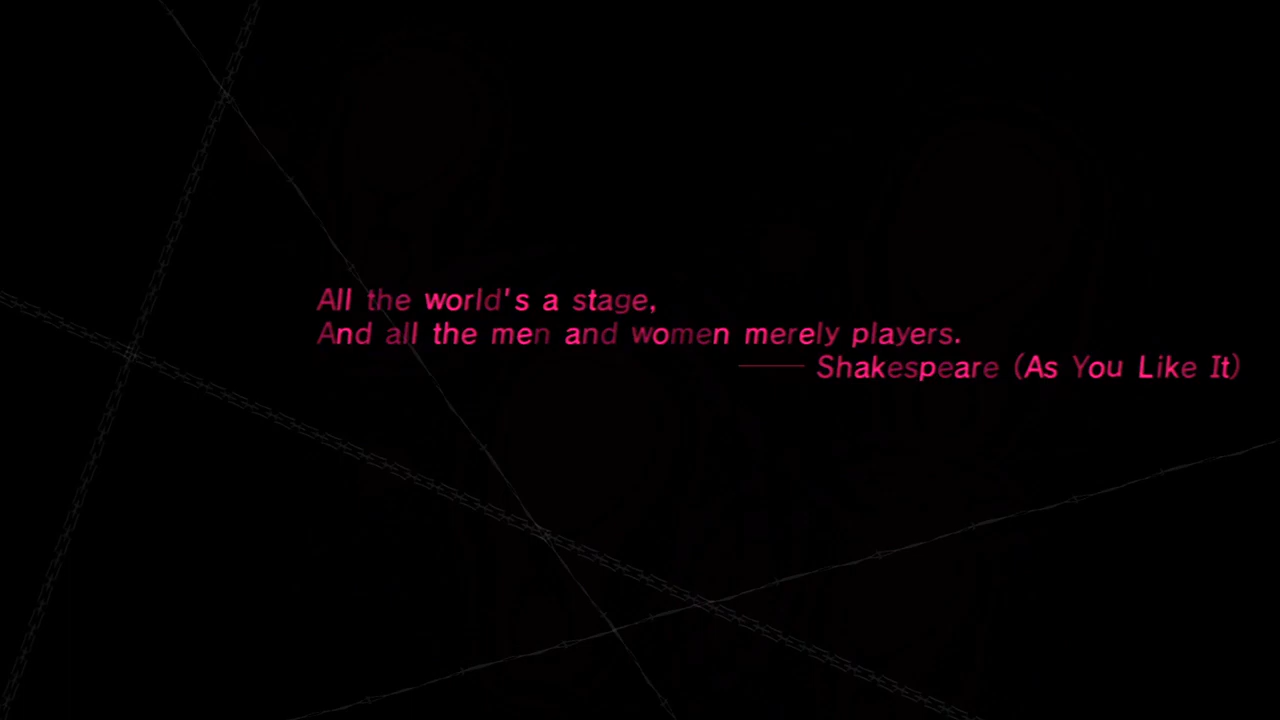 All the world's a stage,
And all the men and women merely players.
—— Shakespeare (As You Like It)